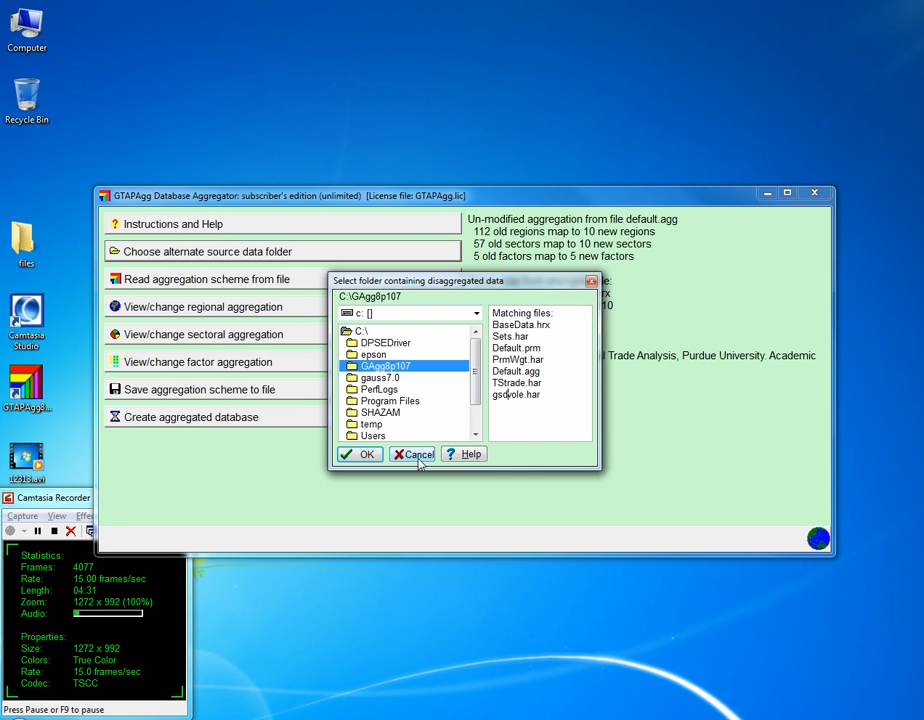 Computer
Recycle Bin
files
Camtasia
Studio
GTAPAgg8...
12313.avi
GTAPAgg Database Aggregator: subscriber's edition (unlimited) [License file: GTAPAgg.lic]
Instructions and Help
Choose alternate source data folder
Read aggregation scheme from file
View/change regional aggregation
View/change sectoral aggregation
View/change factor aggregation
Save aggregation scheme to file
Create aggregated database
Un-modified aggregation from file default.agg
112 old regions map to 10 new regions
57 old sectors map to 10 new sectors
5 old factors map to 5 new factors
Trade Analysis, Purdue University. Academic
Select folder containing disaggregated data
C:\GAgg8p107
c: []
C:\
DPSEDriver
epson
GAgg8p107
gauss7.0
PerfLogs
Program Files
SHAZAM
temp
Users
Matching files:
BaseData.hrx
Sets.har
Default.prm
PrmWgt.har
Default.agg
TStrade.har
gsdvole.har
OK
Cancel
Help
Camtasia Recorder
Capture View Effec
Statistics:
Frames: 4077
Rate: 15.00 frames/sec
Length: 04:31
Zoom: 1272 x 992 (100%)
Audio:
Properties:
Size: 1272 x 992
Colors: True Color
Rate: 15.0 frames/sec
Codec: TSCC
Press Pause or F9 to pause